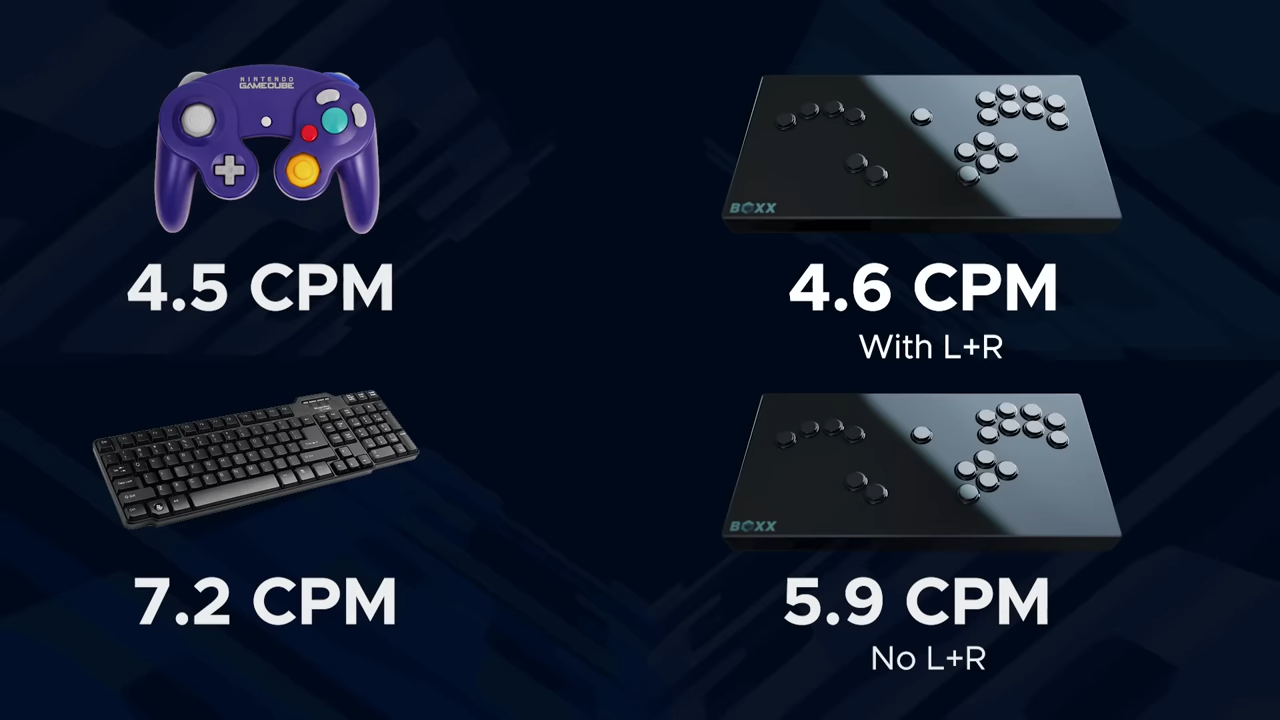 NINTENDO
GAMECUBE
BOXX
4.5 CPM
4.6 CPM
With L+R
BOXX
7.2 CPM
5.9 CPM
No L+R